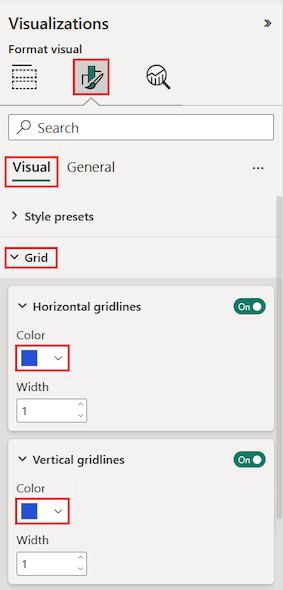 Visualizations
Format visual
Search
Visual General
Style presets
Grid
Horizontal gridlines On
Color
Width
1
Vertical gridlines On
Color
Width
1